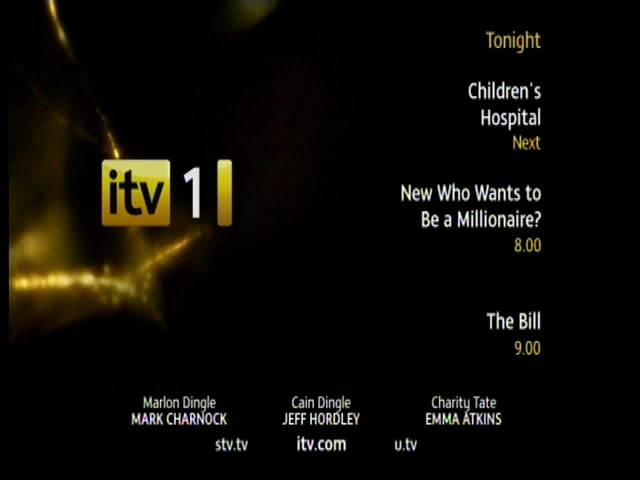 Tonight
Children's
Hospital
Next
itv 1
New Who Wants to
Be a Millionaire?
8.00
The Bill
9.00
Marlon Dingle Cain Dingle Charity Tate
MARK CHARNOCK JEFF HORDLEY EMMA ATKINS
stv.tv itv.com u.tv